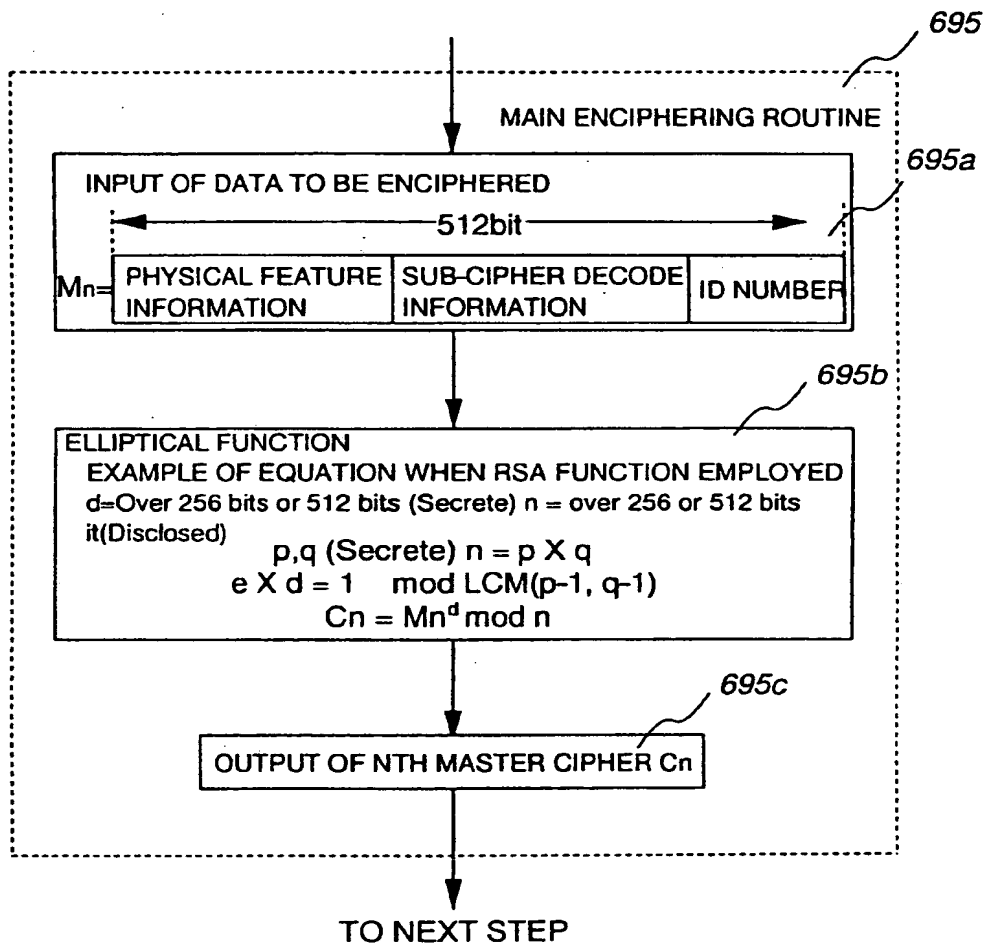 695
MAIN ENCIPHERING ROUTINE
695a
INPUT OF DATA TO BE ENCIPHERED
512bit
Mn= PHYSICAL FEATURE INFORMATION SUB-CIPHER DECODE INFORMATION ID NUMBER
695b
ELLIPTICAL FUNCTION
EXAMPLE OF EQUATION WHEN RSA FUNCTION EMPLOYED
d=Over 256 bits or 512 bits (Secrete) n = over 256 or 512 bits
it(Disclosed)
p,q (Secrete) n = p X q
e X d = 1 mod LCM(p-1, q-1)
Cn = Mn^d mod n
695c
OUTPUT OF NTH MASTER CIPHER Cn
TO NEXT STEP